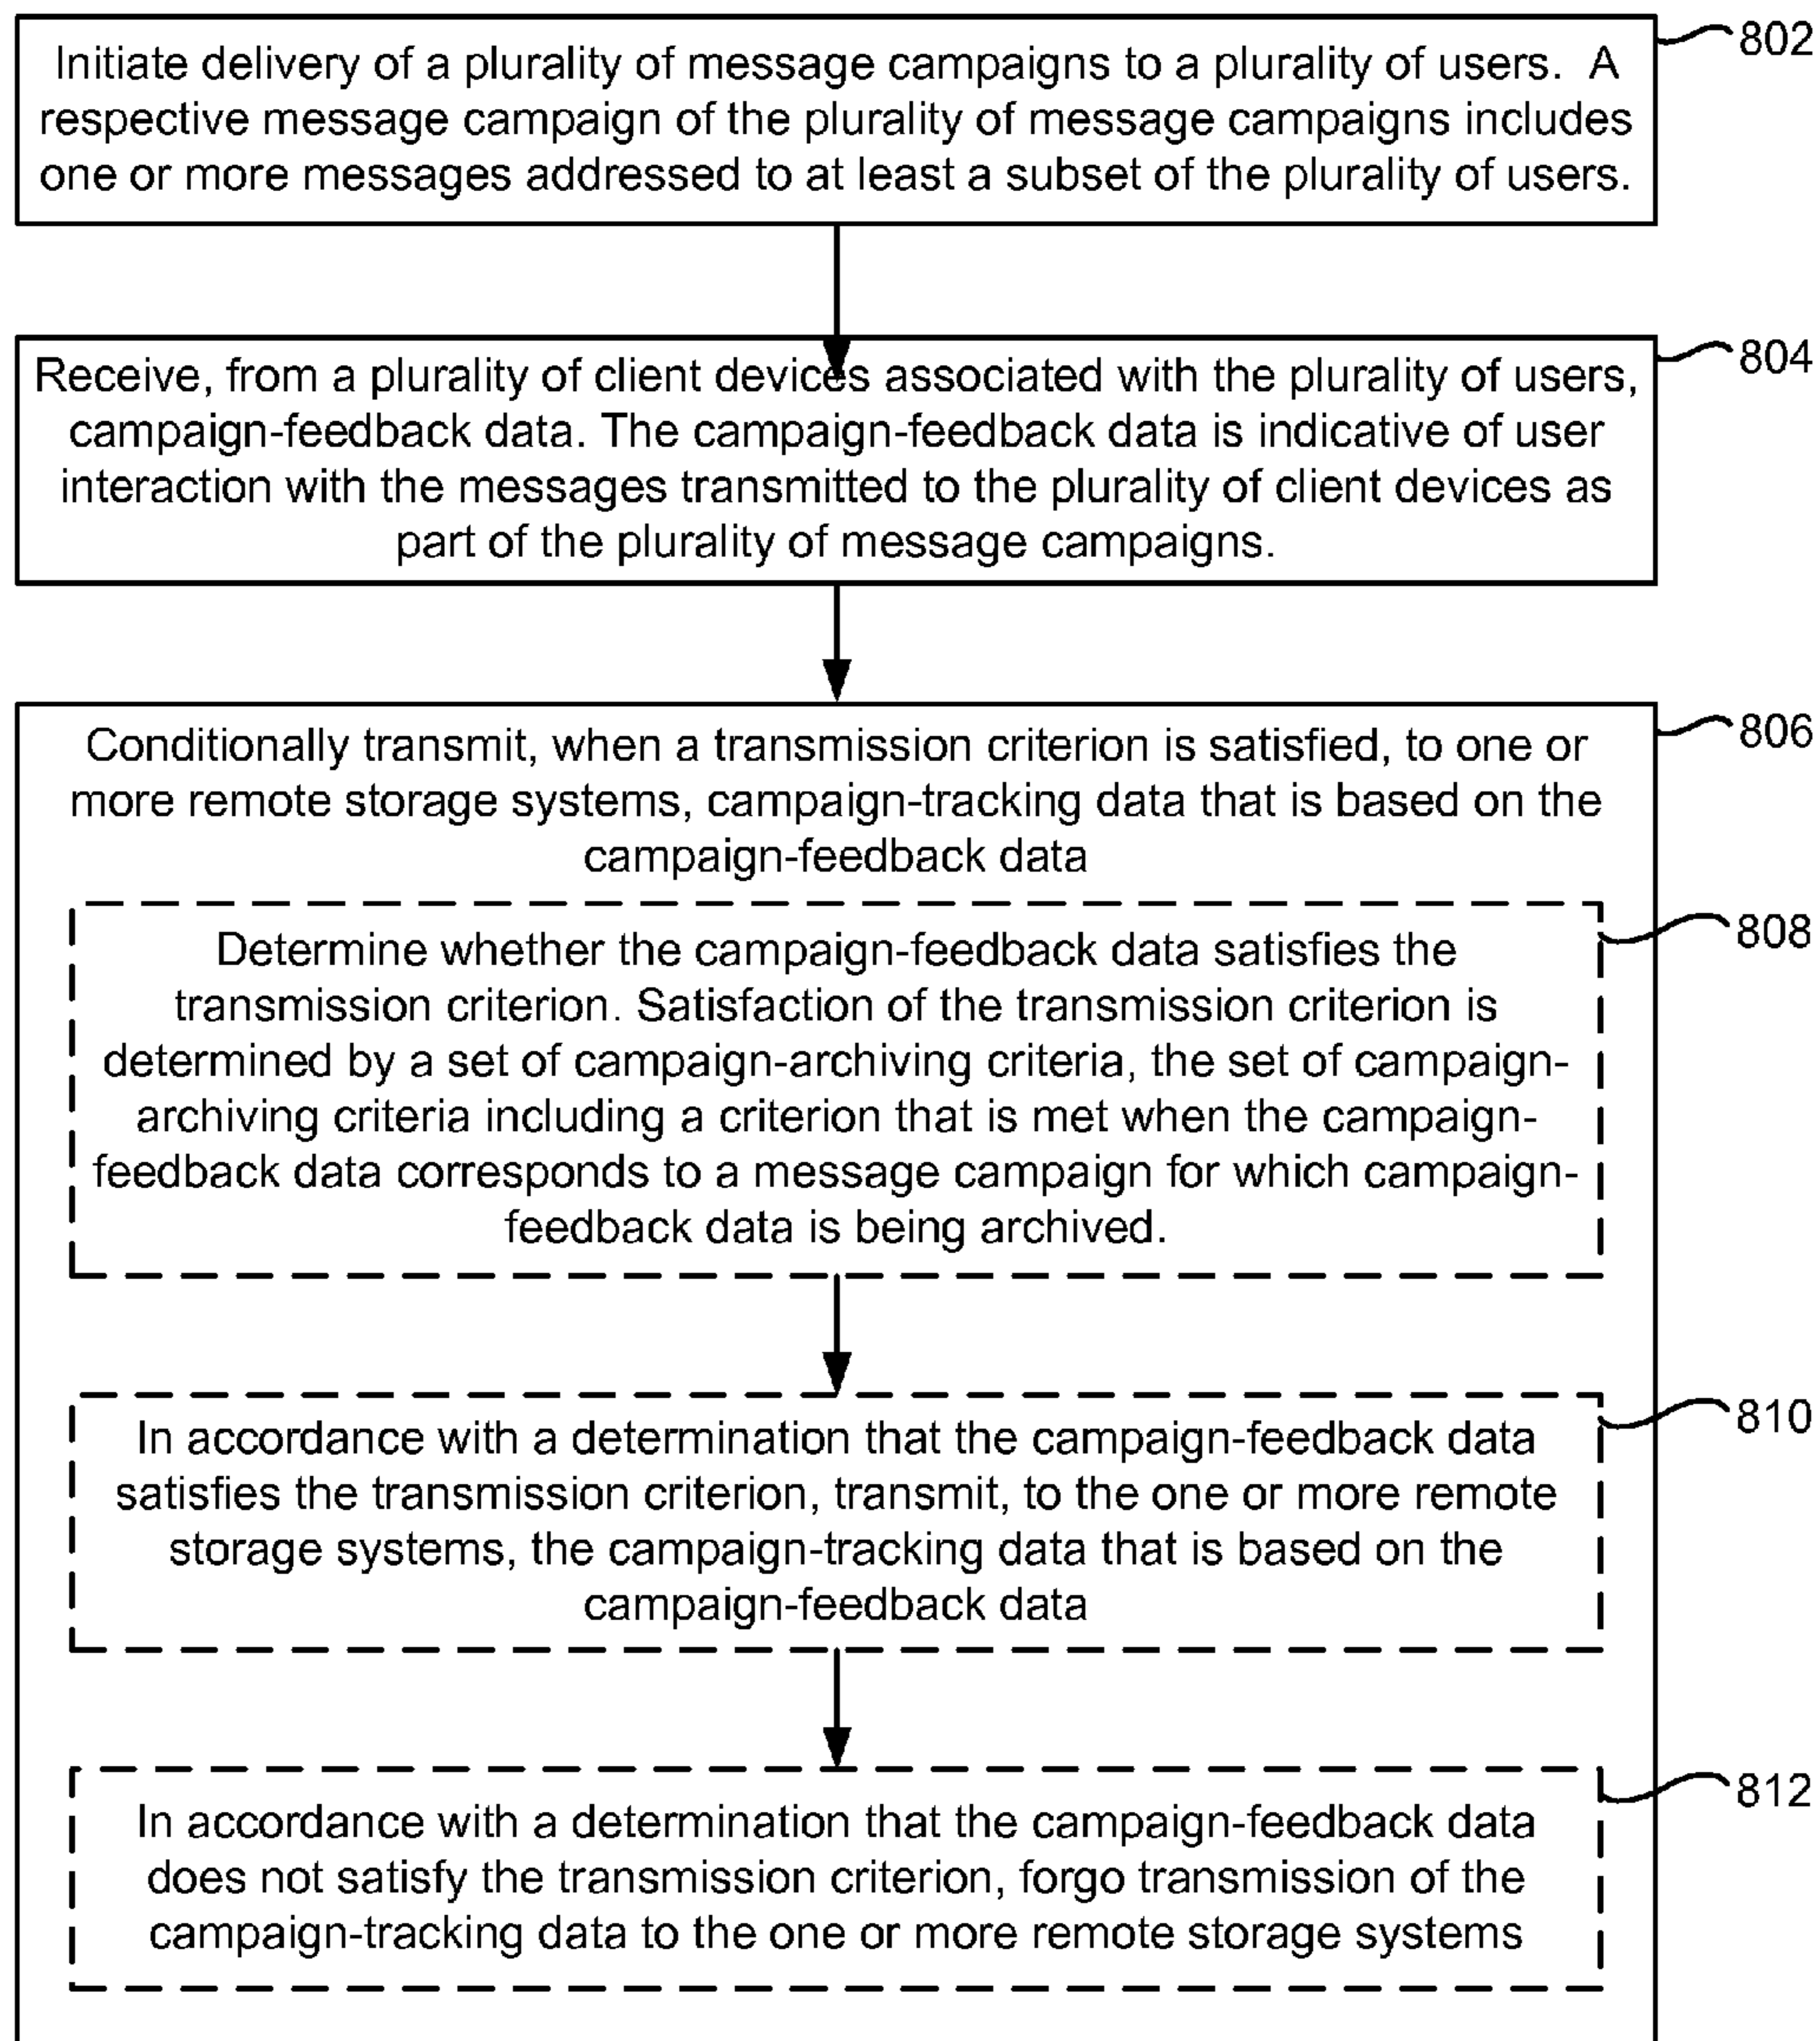 Initiate delivery of a plurality of message campaigns to a plurality of users.  A
respective message campaign of the plurality of message campaigns includes
one or more messages addressed to at least a subset of the plurality of users.
802
Receive, from a plurality of client devices associated with the plurality of users,
campaign-feedback data. The campaign-feedback data is indicative of user
interaction with the messages transmitted to the plurality of client devices as
part of the plurality of message campaigns.
804
Conditionally transmit, when a transmission criterion is satisfied, to one or
more remote storage systems, campaign-tracking data that is based on the
campaign-feedback data
806
Determine whether the campaign-feedback data satisfies the
transmission criterion. Satisfaction of the transmission criterion is
determined by a set of campaign-archiving criteria, the set of campaign-
archiving criteria including a criterion that is met when the campaign-
feedback data corresponds to a message campaign for which campaign-
feedback data is being archived.
808
In accordance with a determination that the campaign-feedback data
satisfies the transmission criterion, transmit, to the one or more remote
storage systems, the campaign-tracking data that is based on the
campaign-feedback data
810
In accordance with a determination that the campaign-feedback data
does not satisfy the transmission criterion, forgo transmission of the
campaign-tracking data to the one or more remote storage systems
812